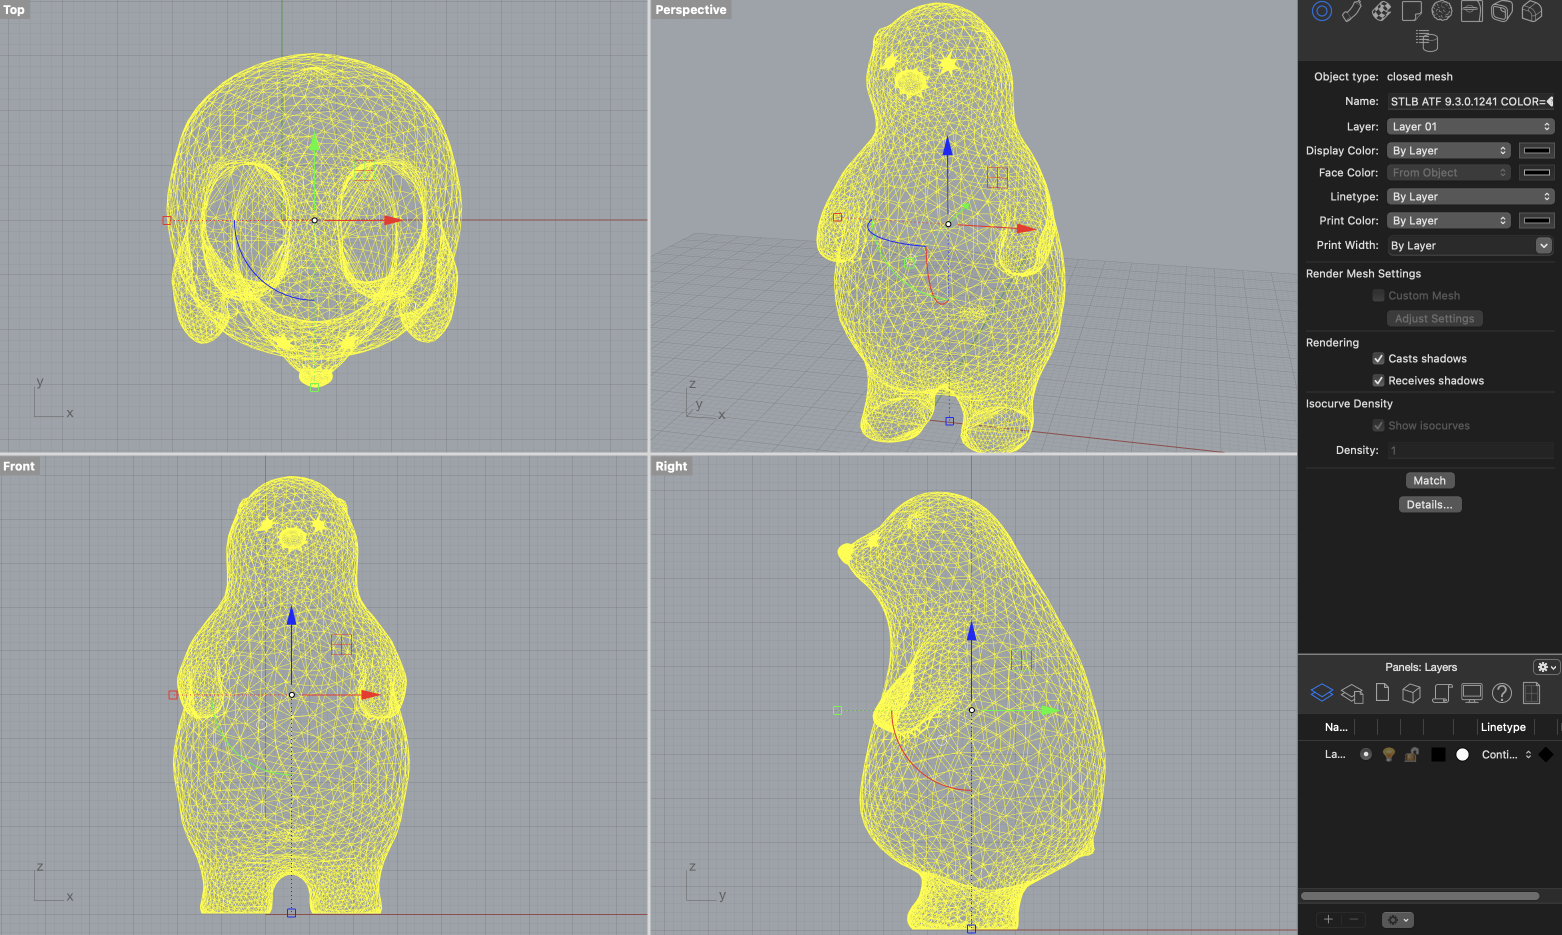 Top
y
x
Perspective
z
y
x
Front
z
x
Right
z
y
Object type: closed mesh
Name: STLB ATF 9.3.0.1241 COLOR=
Layer: Layer 01
Display Color: By Layer
Face Color: From Object
Linetype: By Layer
Print Color: By Layer
Print Width: By Layer
Render Mesh Settings
Custom Mesh
Adjust Settings
Rendering
Casts shadows
Receives shadows
Isocurve Density
Show isocurves
Density: 1
Match
Details...
Panels: Layers
Na... Linetype
La... Conti...